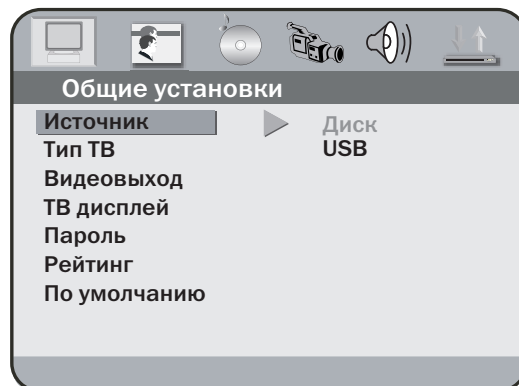 Общие установки
Источник
Диск
Тип ТВ
USB
Видеовыход
ТВ дисплей
Пароль
Рейтинг
По умолчанию